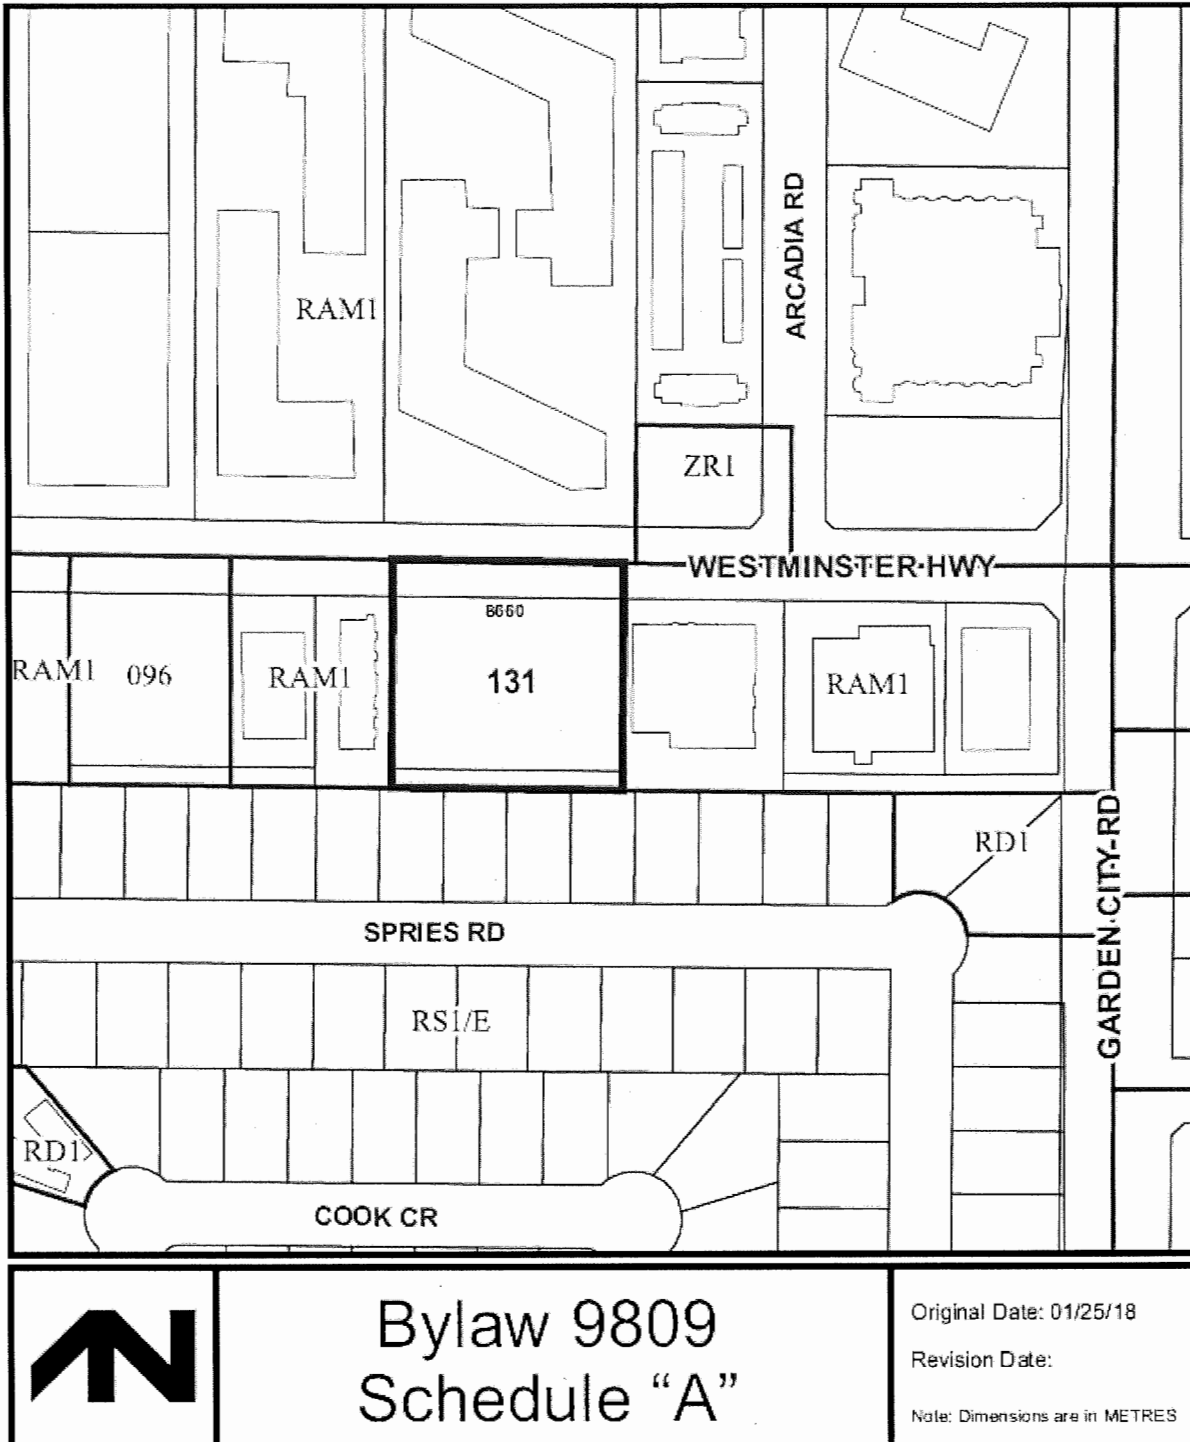 RAM1
ARCADIA RD
ZR1
WESTMINSTER HWY
8660
RAM1
096
RAM1
131
RAM1
RD1
GARDEN CITY RD
SPRIES RD
RS1/E
RD1
COOK CR
Bylaw 9809
Schedule “A”
Original Date: 01/25/18
Revision Date:
Note: Dimensions are in METRES